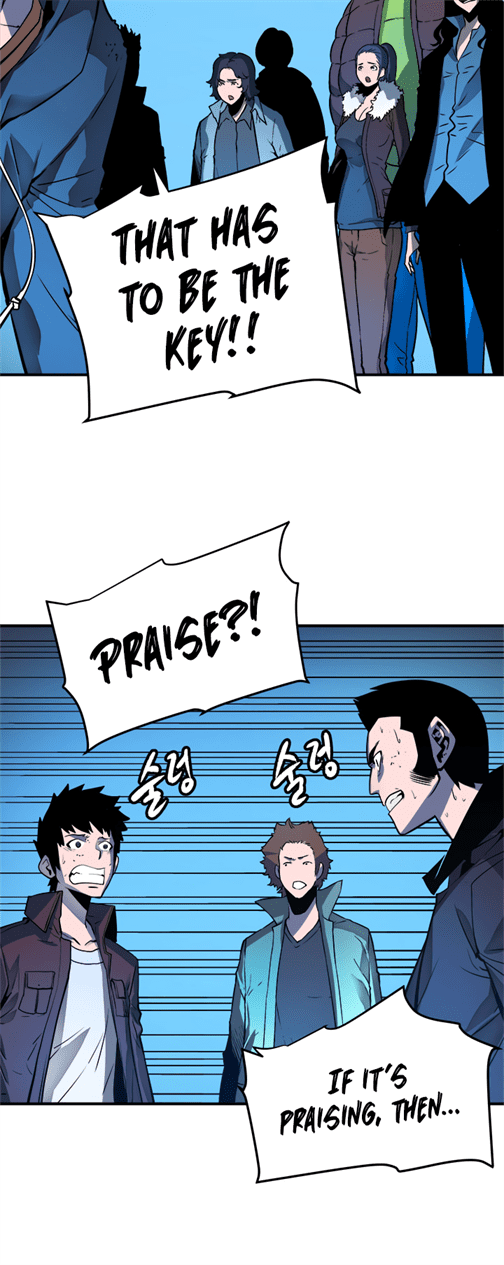 THAT HAS
TO BE THE
KEY!!
PRAISE?!
술렁
술렁
IF IT'S
PRAISING, THEN...